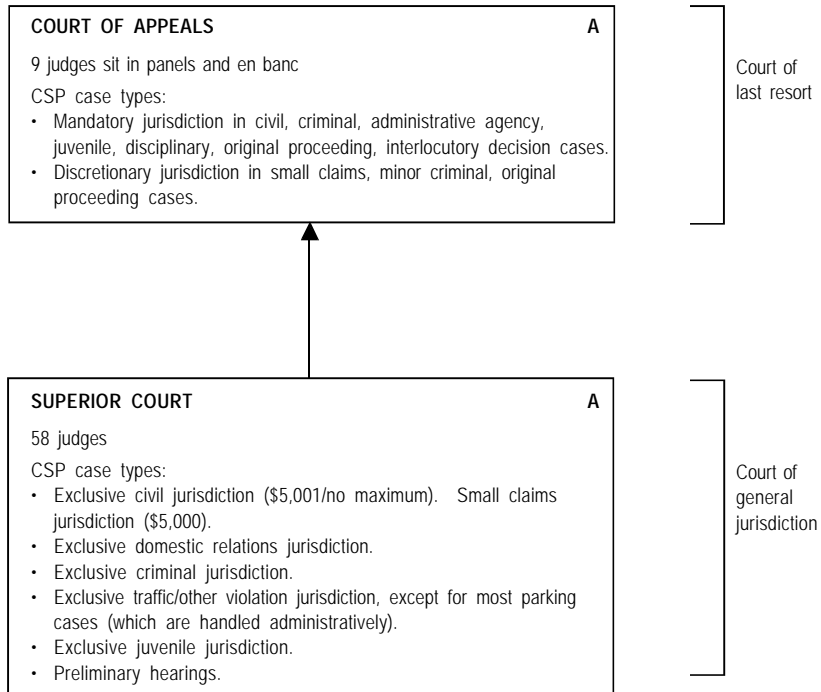 COURT OF APPEALS A
9 judges sit in panels and en banc
CSP case types:
• Mandatory jurisdiction in civil, criminal, administrative agency,
juvenile, disciplinary, original proceeding, interlocutory decision cases.
• Discretionary jurisdiction in small claims, minor criminal, original
proceeding cases.
Court of
last resort
SUPERIOR COURT A
58 judges
CSP case types:
• Exclusive civil jurisdiction ($5,001/no maximum). Small claims
jurisdiction ($5,000).
• Exclusive domestic relations jurisdiction.
• Exclusive criminal jurisdiction.
• Exclusive traffic/other violation jurisdiction, except for most parking
cases (which are handled administratively).
• Exclusive juvenile jurisdiction.
• Preliminary hearings.
Court of
general
jurisdiction